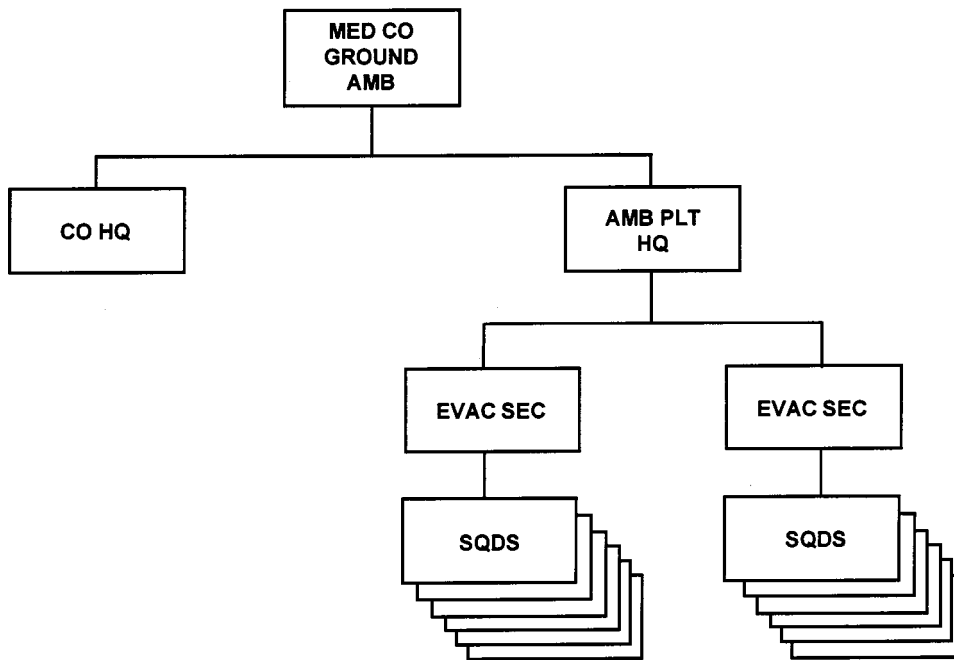 MED CO
GROUND
AMB
CO HQ
AMB PLT
HQ
EVAC SEC
EVAC SEC
SQDS
SQDS